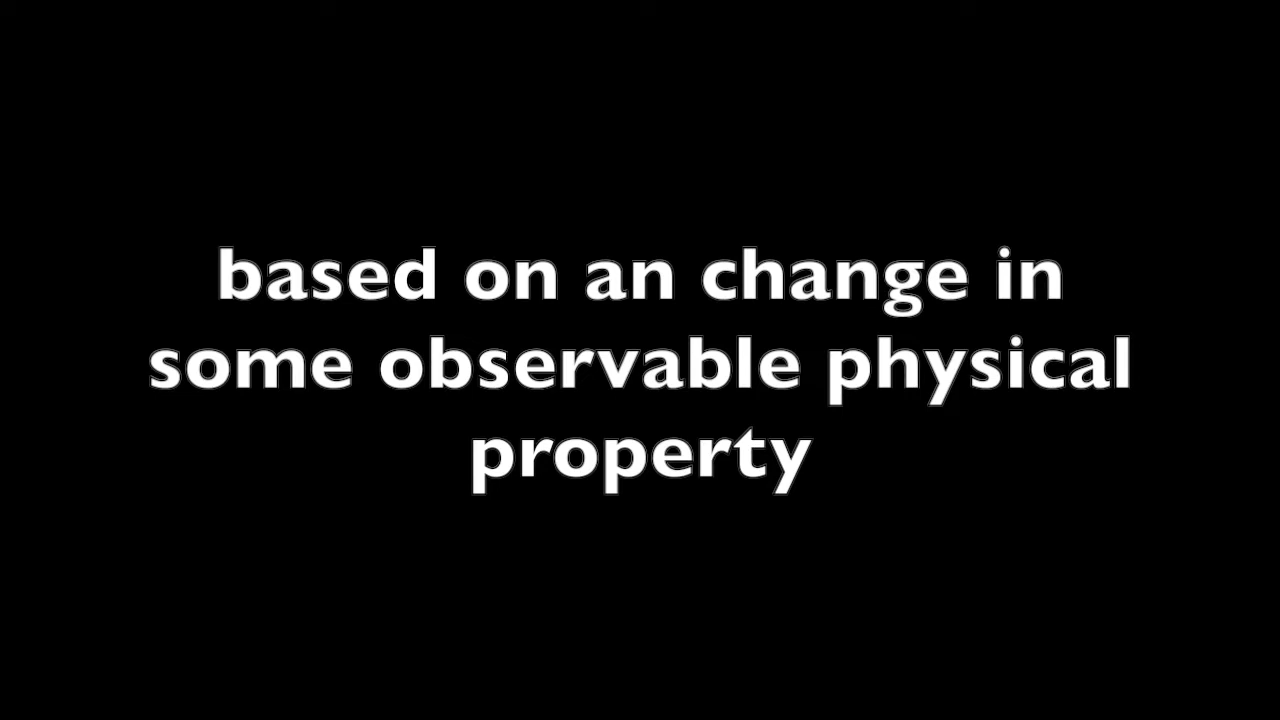 based on an change in
some observable physical
property